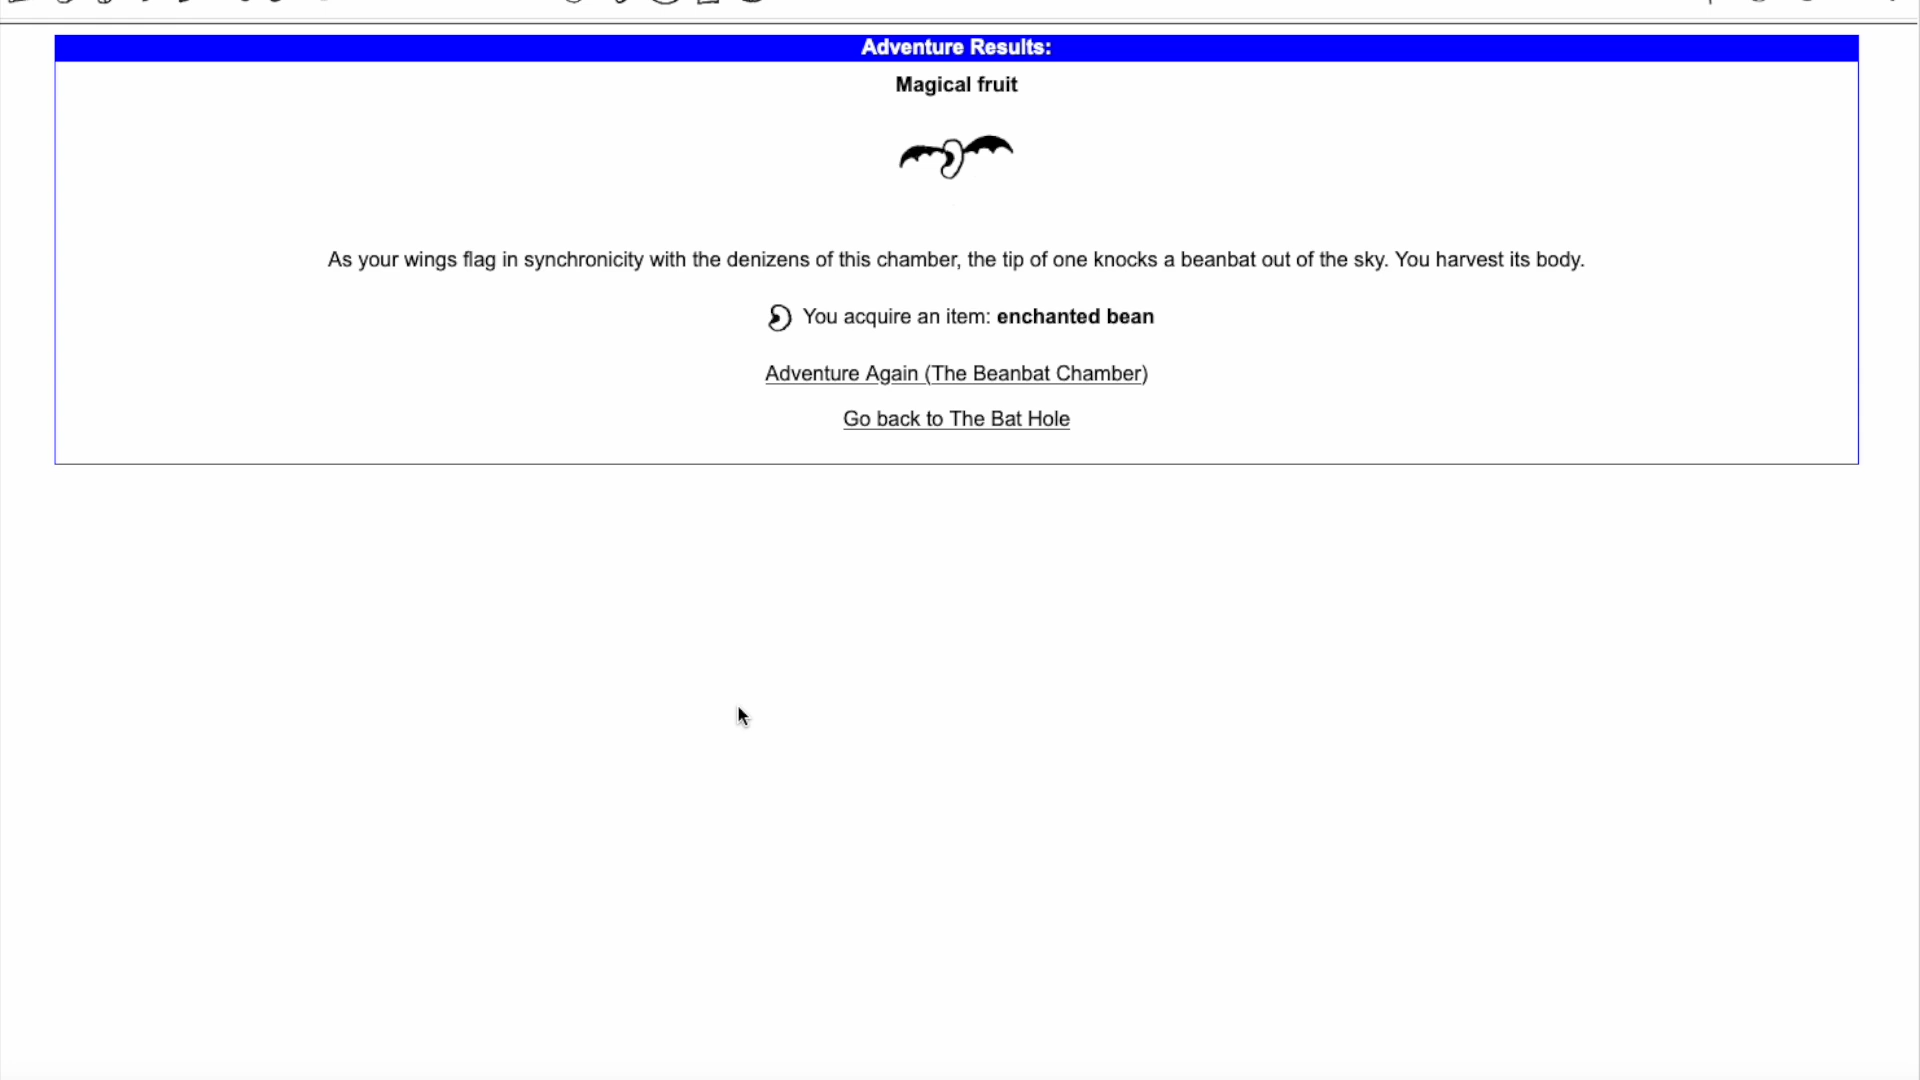 Adventure Results:
Magical fruit
As your wings flag in synchronicity with the denizens of this chamber, the tip of one knocks a beanbat out of the sky. You harvest its body.
You acquire an item: enchanted bean
Adventure Again (The Beanbat Chamber)
Go back to The Bat Hole